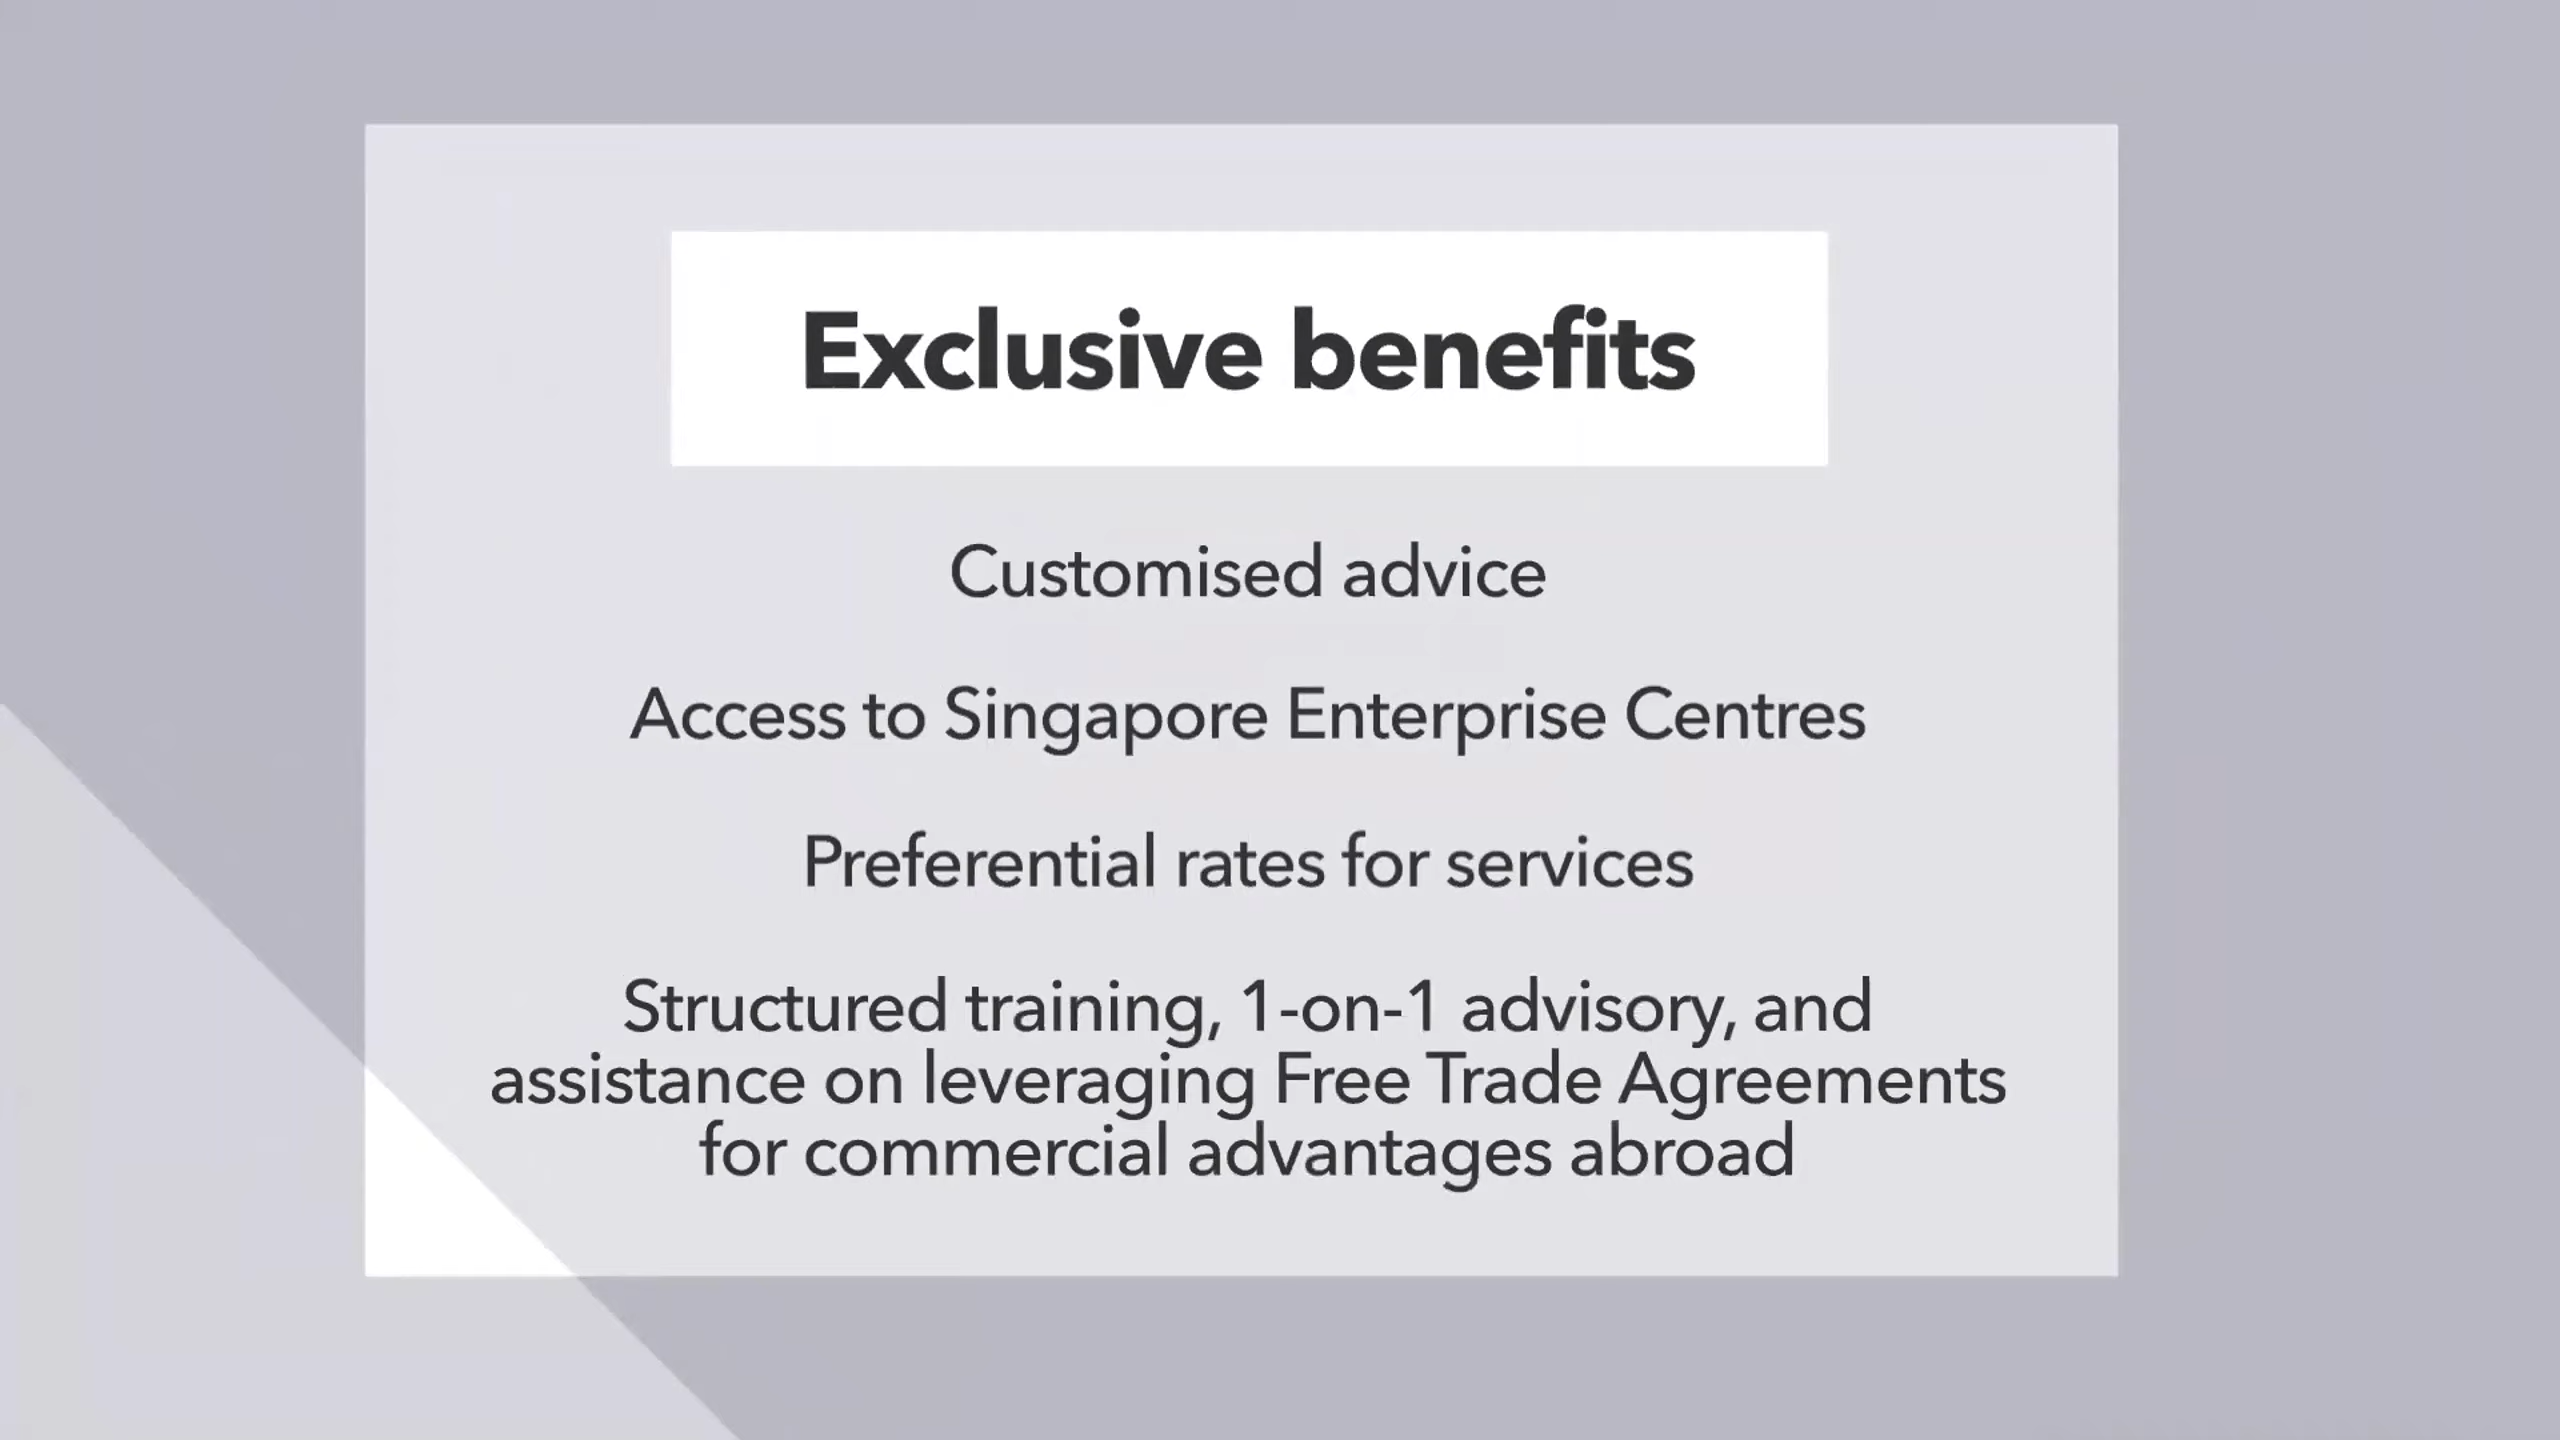 Exclusive benefits
Customised advice
Access to Singapore Enterprise Centres
Preferential rates for services
Structured training, 1-on-1 advisory, and
assistance on leveraging Free Trade Agreements
for commercial advantages abroad